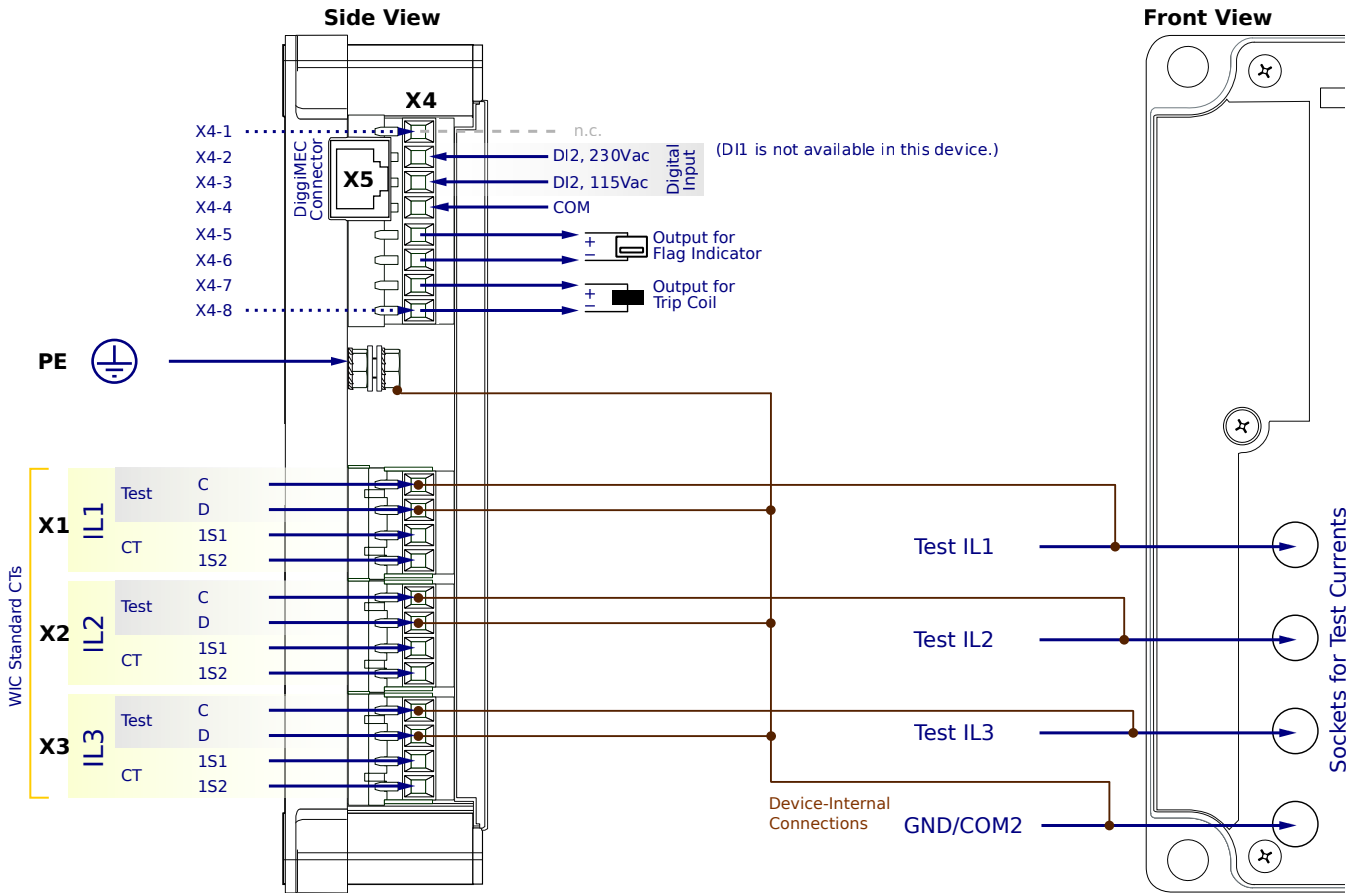 Side View
Front View
X4
X4-1
n.c.
X4-2
DI2, 230Vac
X4-3
DI2, 115Vac
Digital
Input
(DI1 is not available in this device.)
X4-4
COM
X4-5
X4-6
+
−
Output for
Flag Indicator
X4-7
X4-8
+
−
Output for
Trip Coil
DiggiMEC
Connector
X5
PE
WIC Standard CTs
X1
IL1
Test
C
D
CT
1S1
1S2
X2
IL2
Test
C
D
CT
1S1
1S2
X3
IL3
Test
C
D
CT
1S1
1S2
Test IL1
Test IL2
Test IL3
Device-Internal
Connections
GND/COM2
Sockets for Test Currents